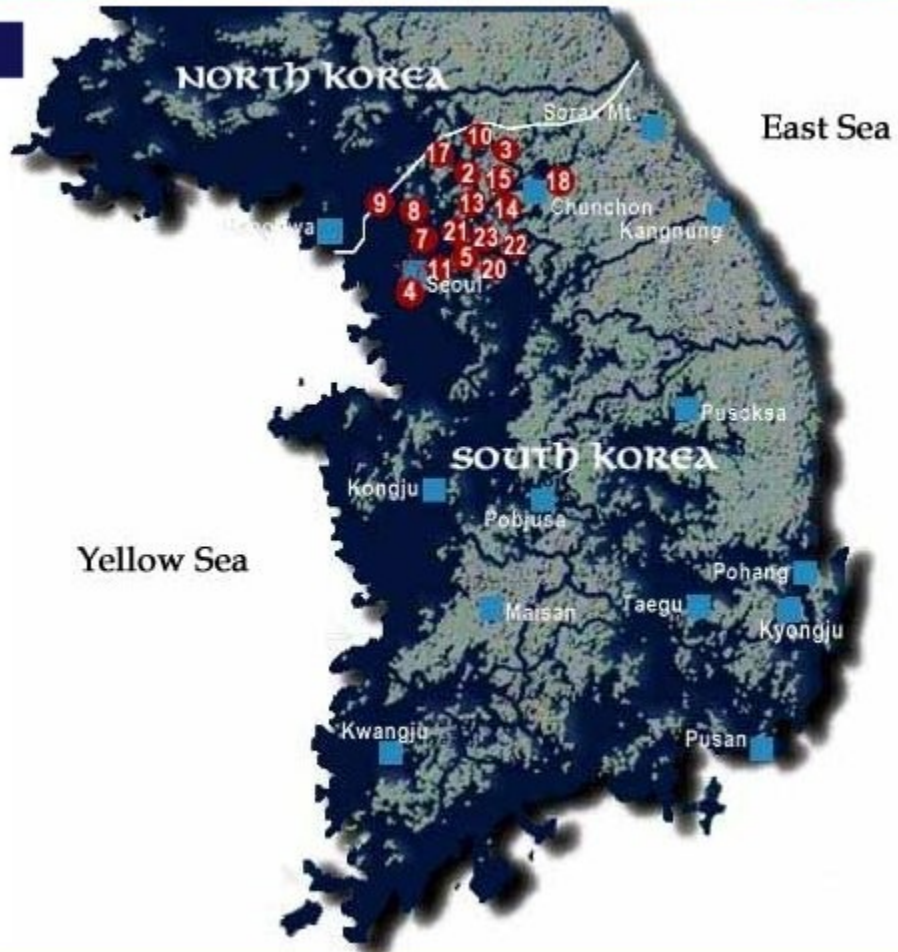 NORTH KOREA
Sorax Mt.
East Sea
10
17
3
2
15
18
9
8
13
14
Chunchon
7
21
23
22
Kangnung
5
11
20
Seoul
4
Pusoksa
SOUTH KOREA
Kongju
Pobjusa
Yellow Sea
Pohang
Maisan
Taegu
Kyongju
Kwangju
Pusan